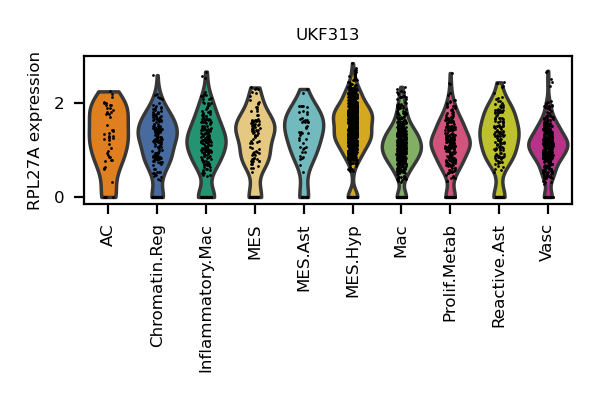 UKF313
RPL27A expression
2
0
AC
Chromatin.Reg
Inflammatory.Mac
MES
MES.Ast
MES.Hyp
Mac
Prolif.Metab
Reactive.Ast
Vasc